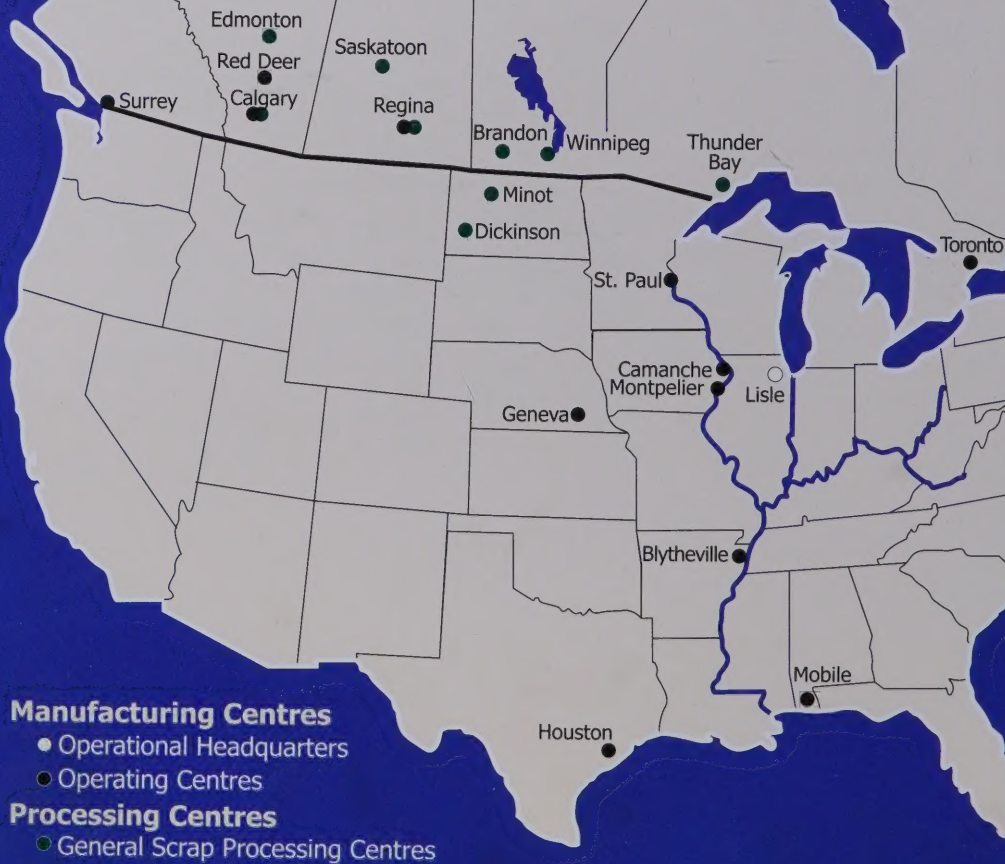 Edmonton
Saskatoon
Red Deer
Surrey
Calgary
Regina
Brandon
Winnipeg
Thunder
Bay
Minot
Dickinson
Toronto
St. Paul
Camanche
Montpelier
Lisle
Geneva
Blytheville
Mobile
Houston
Manufacturing Centres
Operational Headquarters
Operating Centres
Processing Centres
General Scrap Processing Centres